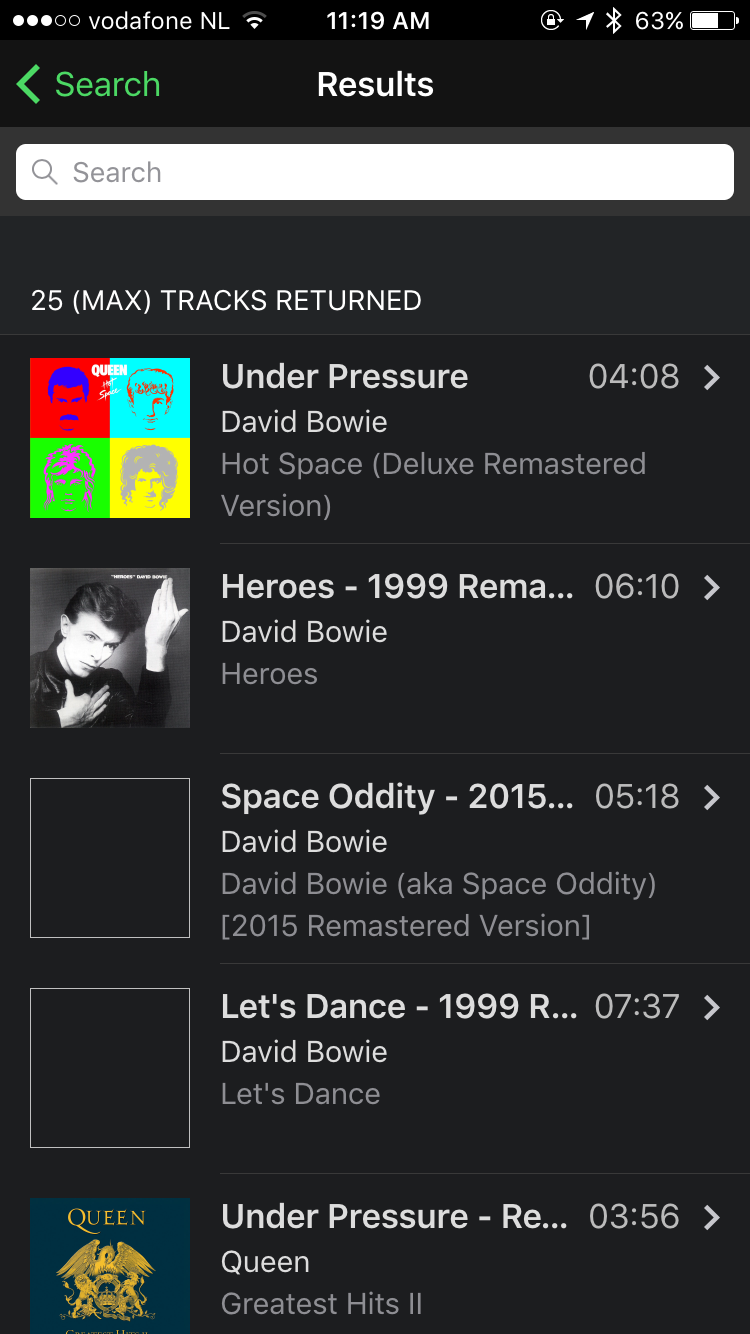 vodafone NL 11:19 AM 63%
Search Results
Search
25 (MAX) TRACKS RETURNED
QUEEN
Hot
Space
Under Pressure 04:08
David Bowie
Hot Space (Deluxe Remastered
Version)
"HEROES" DAVID BOWIE
Heroes - 1999 Rema... 06:10
David Bowie
Heroes
Space Oddity - 2015... 05:18
David Bowie
David Bowie (aka Space Oddity)
[2015 Remastered Version]
Let's Dance - 1999 R... 07:37
David Bowie
Let's Dance
QUEEN
GREATEST HITS II
Under Pressure - Re... 03:56
Queen
Greatest Hits II